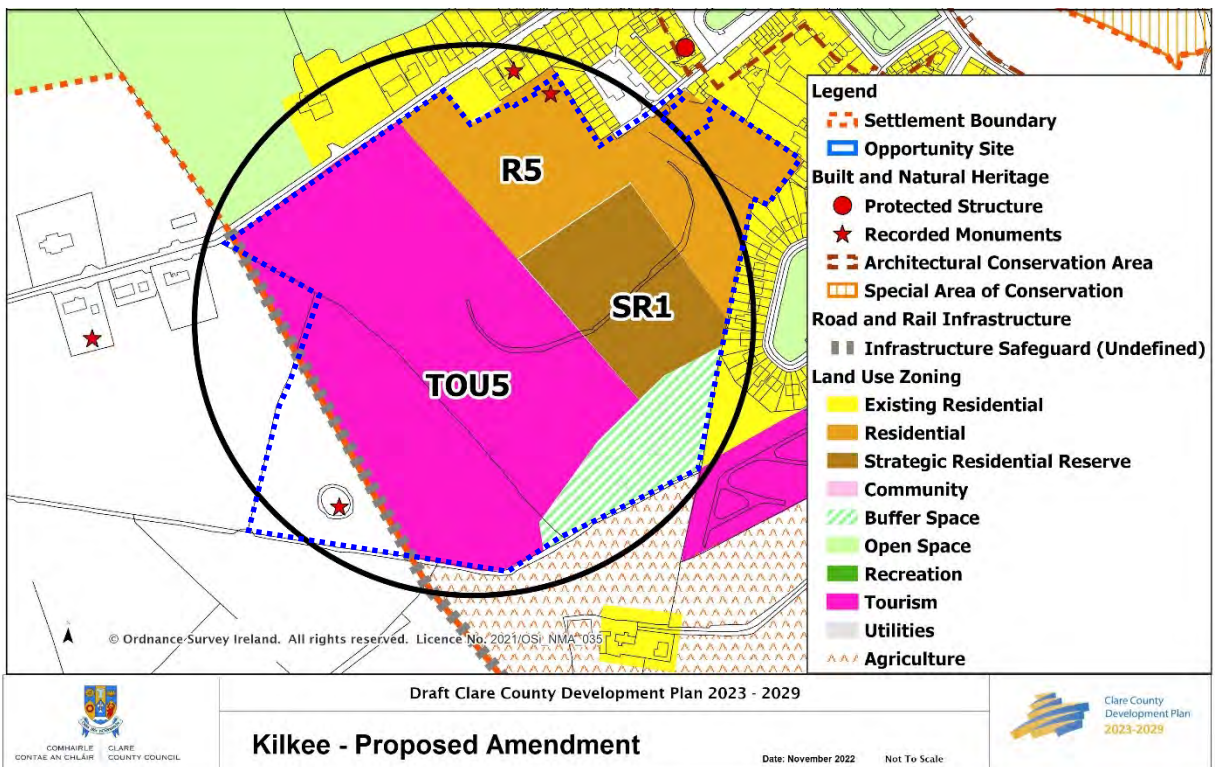 R5
SR1
TOU5
Legend
Settlement Boundary
Opportunity Site
Built and Natural Heritage
Protected Structure
Recorded Monuments
Architectural Conservation Area
Special Area of Conservation
Road and Rail Infrastructure
Infrastructure Safeguard (Undefined)
Land Use Zoning
Existing Residential
Residential
Strategic Residential Reserve
Community
Buffer Space
Open Space
Recreation
Tourism
Utilities
Agriculture
© Ordnance Survey Ireland. All rights reserved. Licence No. 2021/OSi_NMA_035
COMHAIRLE CONTAE AN CHLÁIR
CLARE COUNTY COUNCIL
Draft Clare County Development Plan 2023 - 2029
Kilkee - Proposed Amendment
Date: November 2022 Not To Scale
Clare County
Development Plan
2023-2029